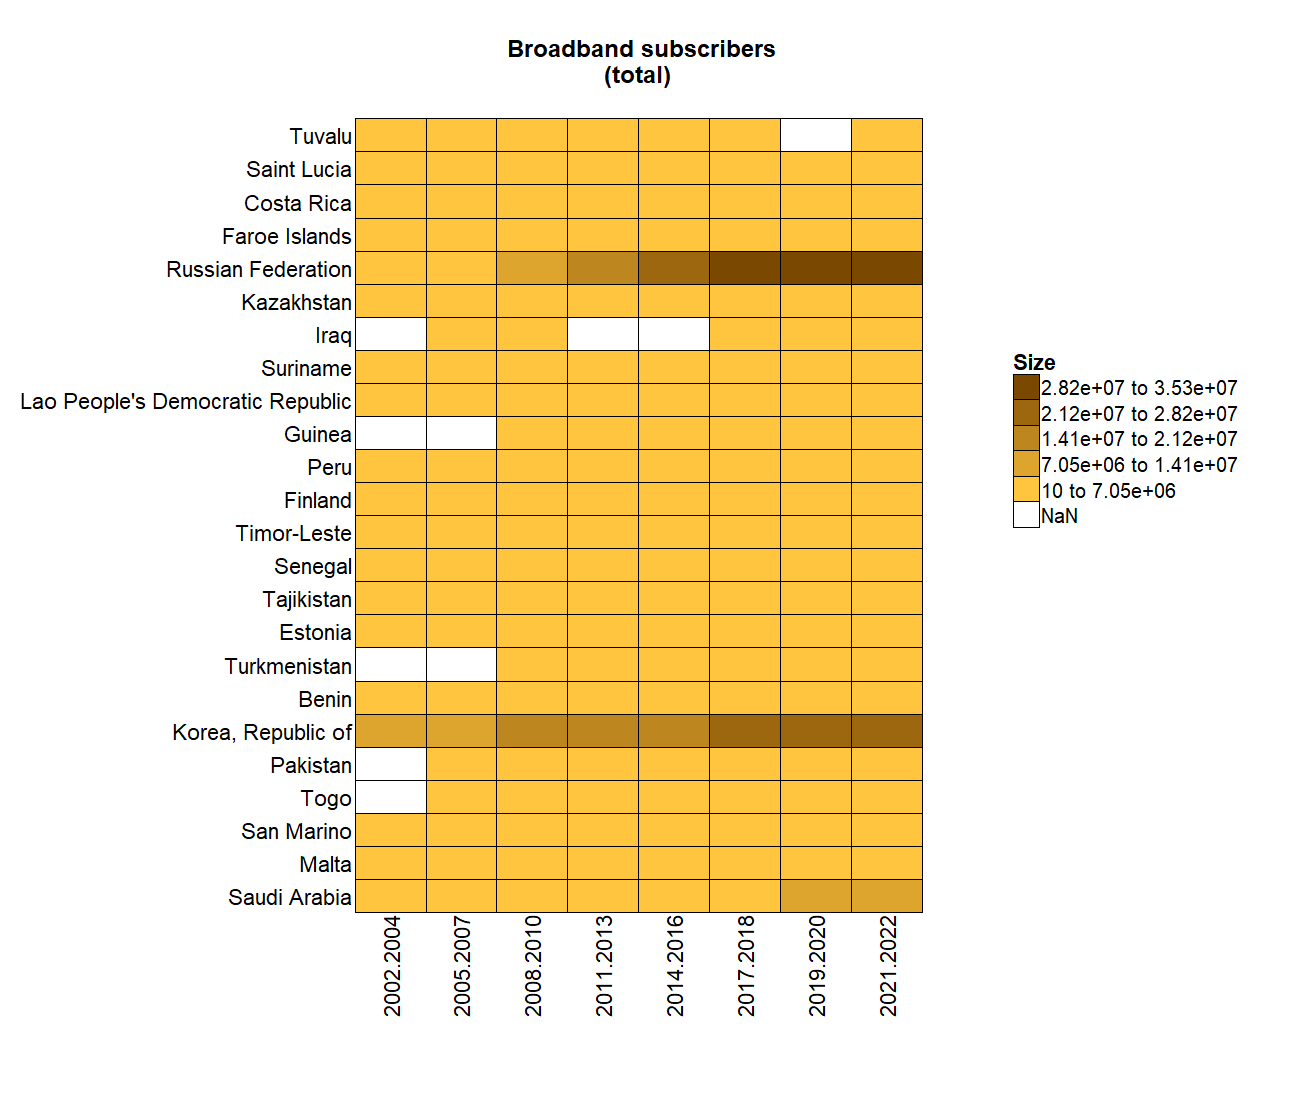 Broadband subscribers
(total)
Tuvalu
Saint Lucia
Costa Rica
Faroe Islands
Russian Federation
Kazakhstan
Iraq
Suriname
Lao People's Democratic Republic
Guinea
Peru
Finland
Timor-Leste
Senegal
Tajikistan
Estonia
Turkmenistan
Benin
Korea, Republic of
Pakistan
Togo
San Marino
Malta
Saudi Arabia
2002.2004
2005.2007
2008.2010
2011.2013
2014.2016
2017.2018
2019.2020
2021.2022
Size
2.82e+07 to 3.53e+07
2.12e+07 to 2.82e+07
1.41e+07 to 2.12e+07
7.05e+06 to 1.41e+07
10 to 7.05e+06
NaN